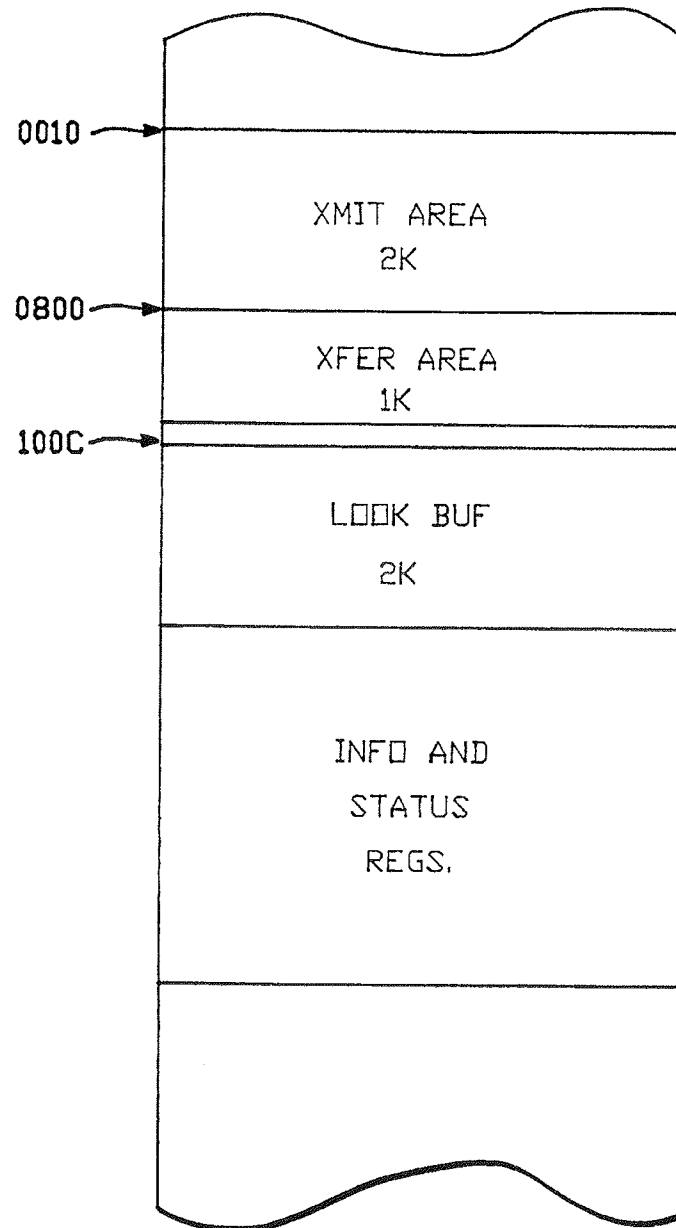 0010
XMIT AREA
2K
0800
XFER AREA
1K
100C
LOOK BUF
2K
INFO AND
STATUS
REGS.